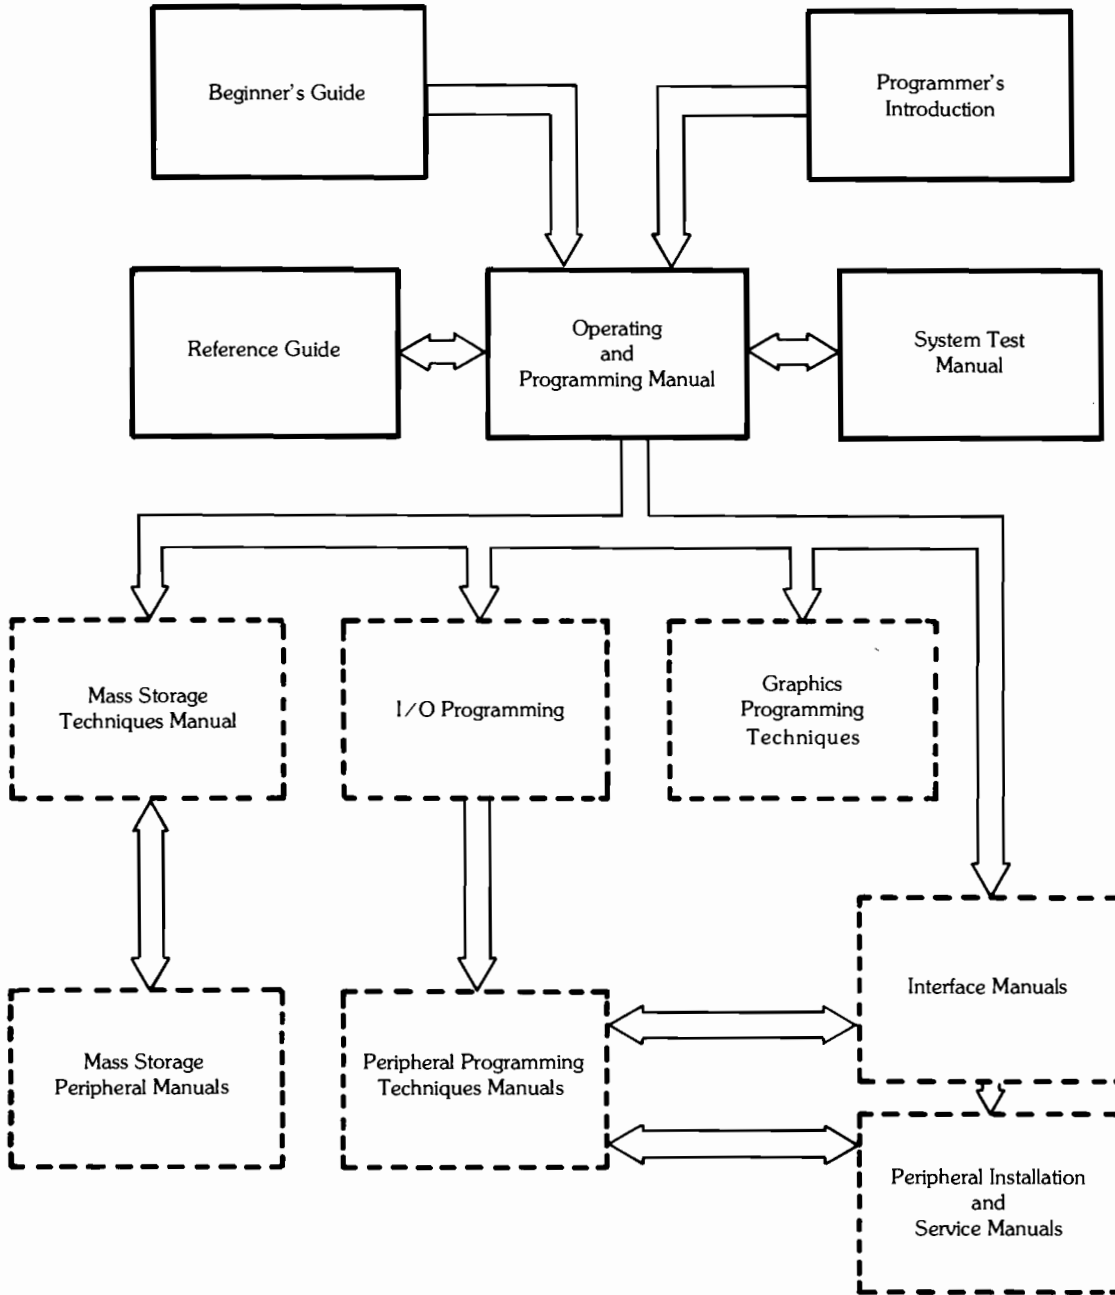 Beginner's Guide
Programmer's
Introduction
Reference Guide
Operating
and
Programming Manual
System Test
Manual
Mass Storage
Techniques Manual
I/O Programming
Graphics
Programming
Techniques
Interface Manuals
Mass Storage
Peripheral Manuals
Peripheral Programming
Techniques Manuals
Peripheral Installation
and
Service Manuals